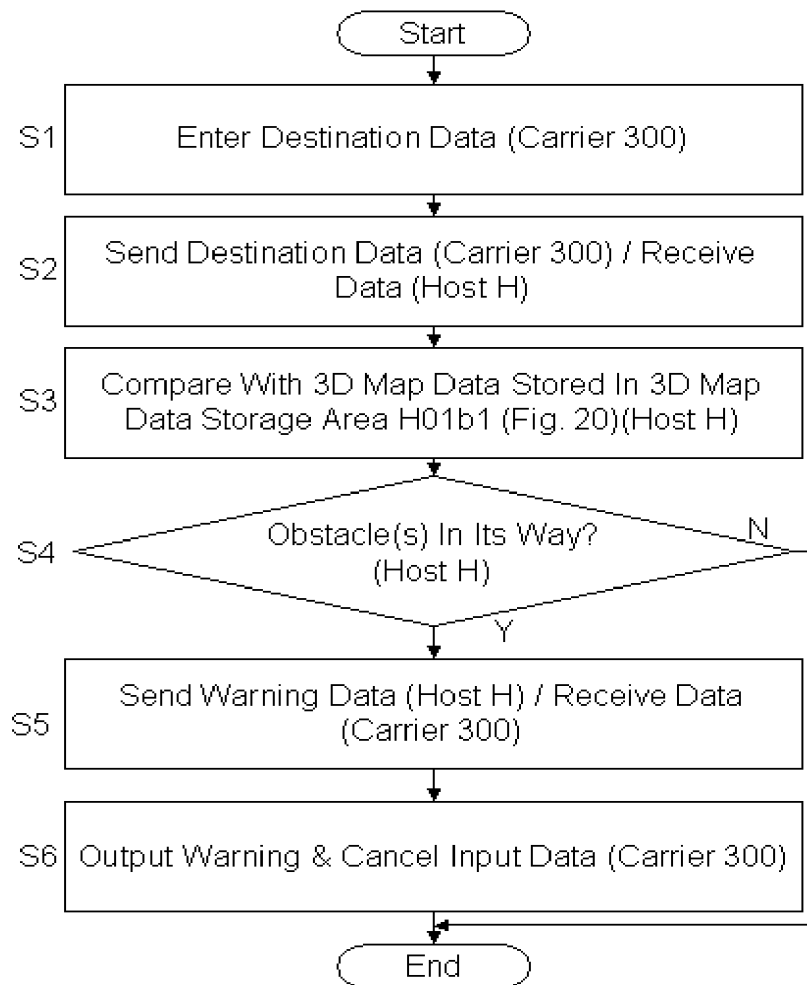 Start
S1
Enter Destination Data (Carrier 300)
S2
Send Destination Data (Carrier 300) / Receive
Data (Host H)
S3
Compare With 3D Map Data Stored In 3D Map
Data Storage Area H01b1 (Fig. 20)(Host H)
S4
Obstacle(s) In Its Way?
(Host H)
N
Y
S5
Send Warning Data (Host H) / Receive Data
(Carrier 300)
S6
Output Warning & Cancel Input Data (Carrier 300)
End